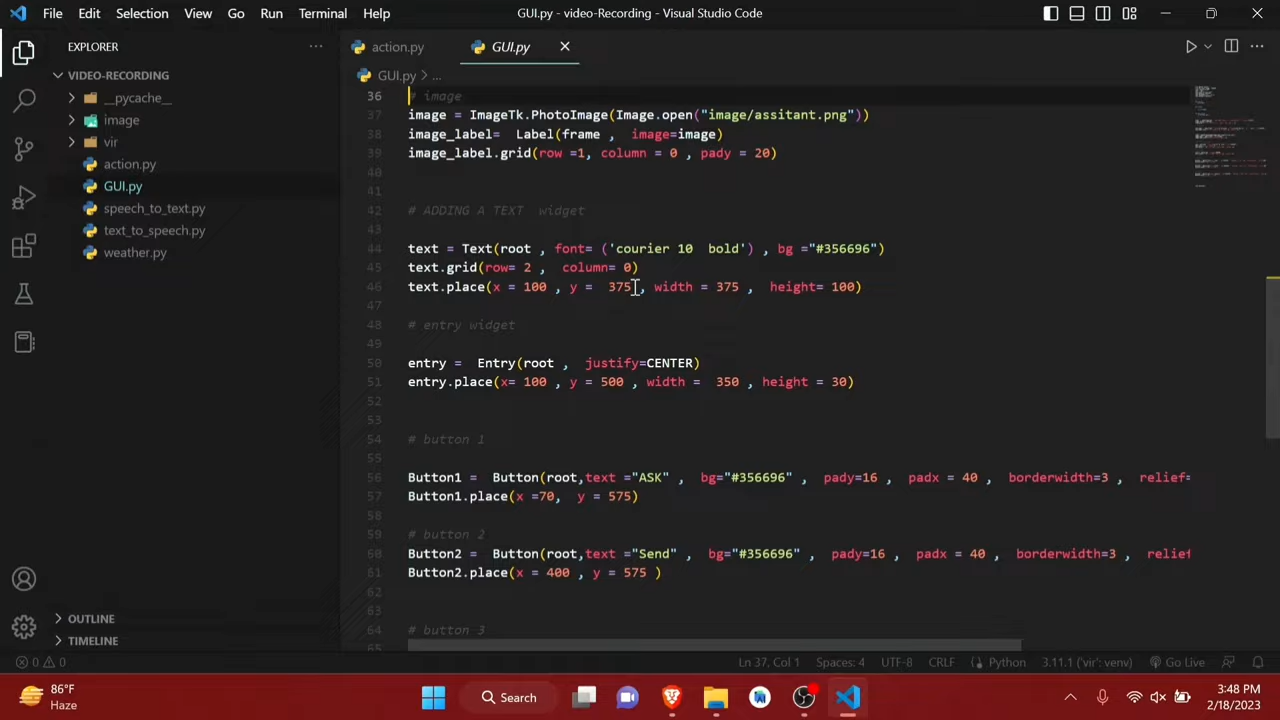 File Edit Selection View Go Run Terminal Help GUI.py - video-Recording - Visual Studio Code
EXPLORER
VIDEO-RECORDING
__pycache__
image
vir
action.py
GUI.py
speech_to_text.py
text_to_speech.py
weather.py
OUTLINE
TIMELINE
action.py GUI.py
GUI.py > ...
36 # image
37 image = ImageTk.PhotoImage(Image.open("image/assitant.png"))
38 image_label= Label(frame , image=image)
39 image_label.grid(row =1, column = 0 , pady = 20)
40
41
42 # ADDING A TEXT widget
43
44 text = Text(root , font= ('courier 10 bold') , bg ="#356696")
45 text.grid(row= 2 , column= 0)
46 text.place(x = 100 , y = 375 , width = 375 , height= 100)
47
48 # entry widget
49
50 entry = Entry(root , justify=CENTER)
51 entry.place(x= 100 , y = 500 , width = 350 , height = 30)
52
53
54 # button 1
55
56 Button1 = Button(root,text ="ASK" , bg="#356696" , pady=16 , padx = 40 , borderwidth=3 , relief=
57 Button1.place(x =70, y = 575)
58
59 # button 2
60 Button2 = Button(root,text ="Send" , bg="#356696" , pady=16 , padx = 40 , borderwidth=3 , relief
61 Button2.place(x = 400 , y = 575 )
62
63
64 # button 3
65
0 0 Ln 37, Col 1 Spaces: 4 UTF-8 CRLF Python 3.11.1 ('vir': venv) Go Live
86°F
Haze
Search
3:48 PM
2/18/2023